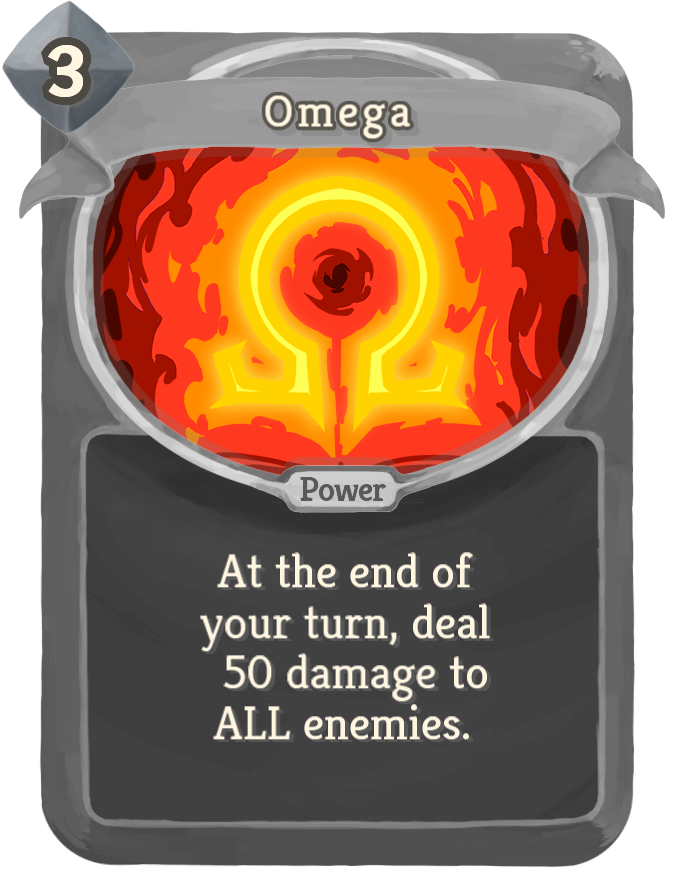 3
Omega
Power
At the end of
your turn, deal
50 damage to
ALL enemies.